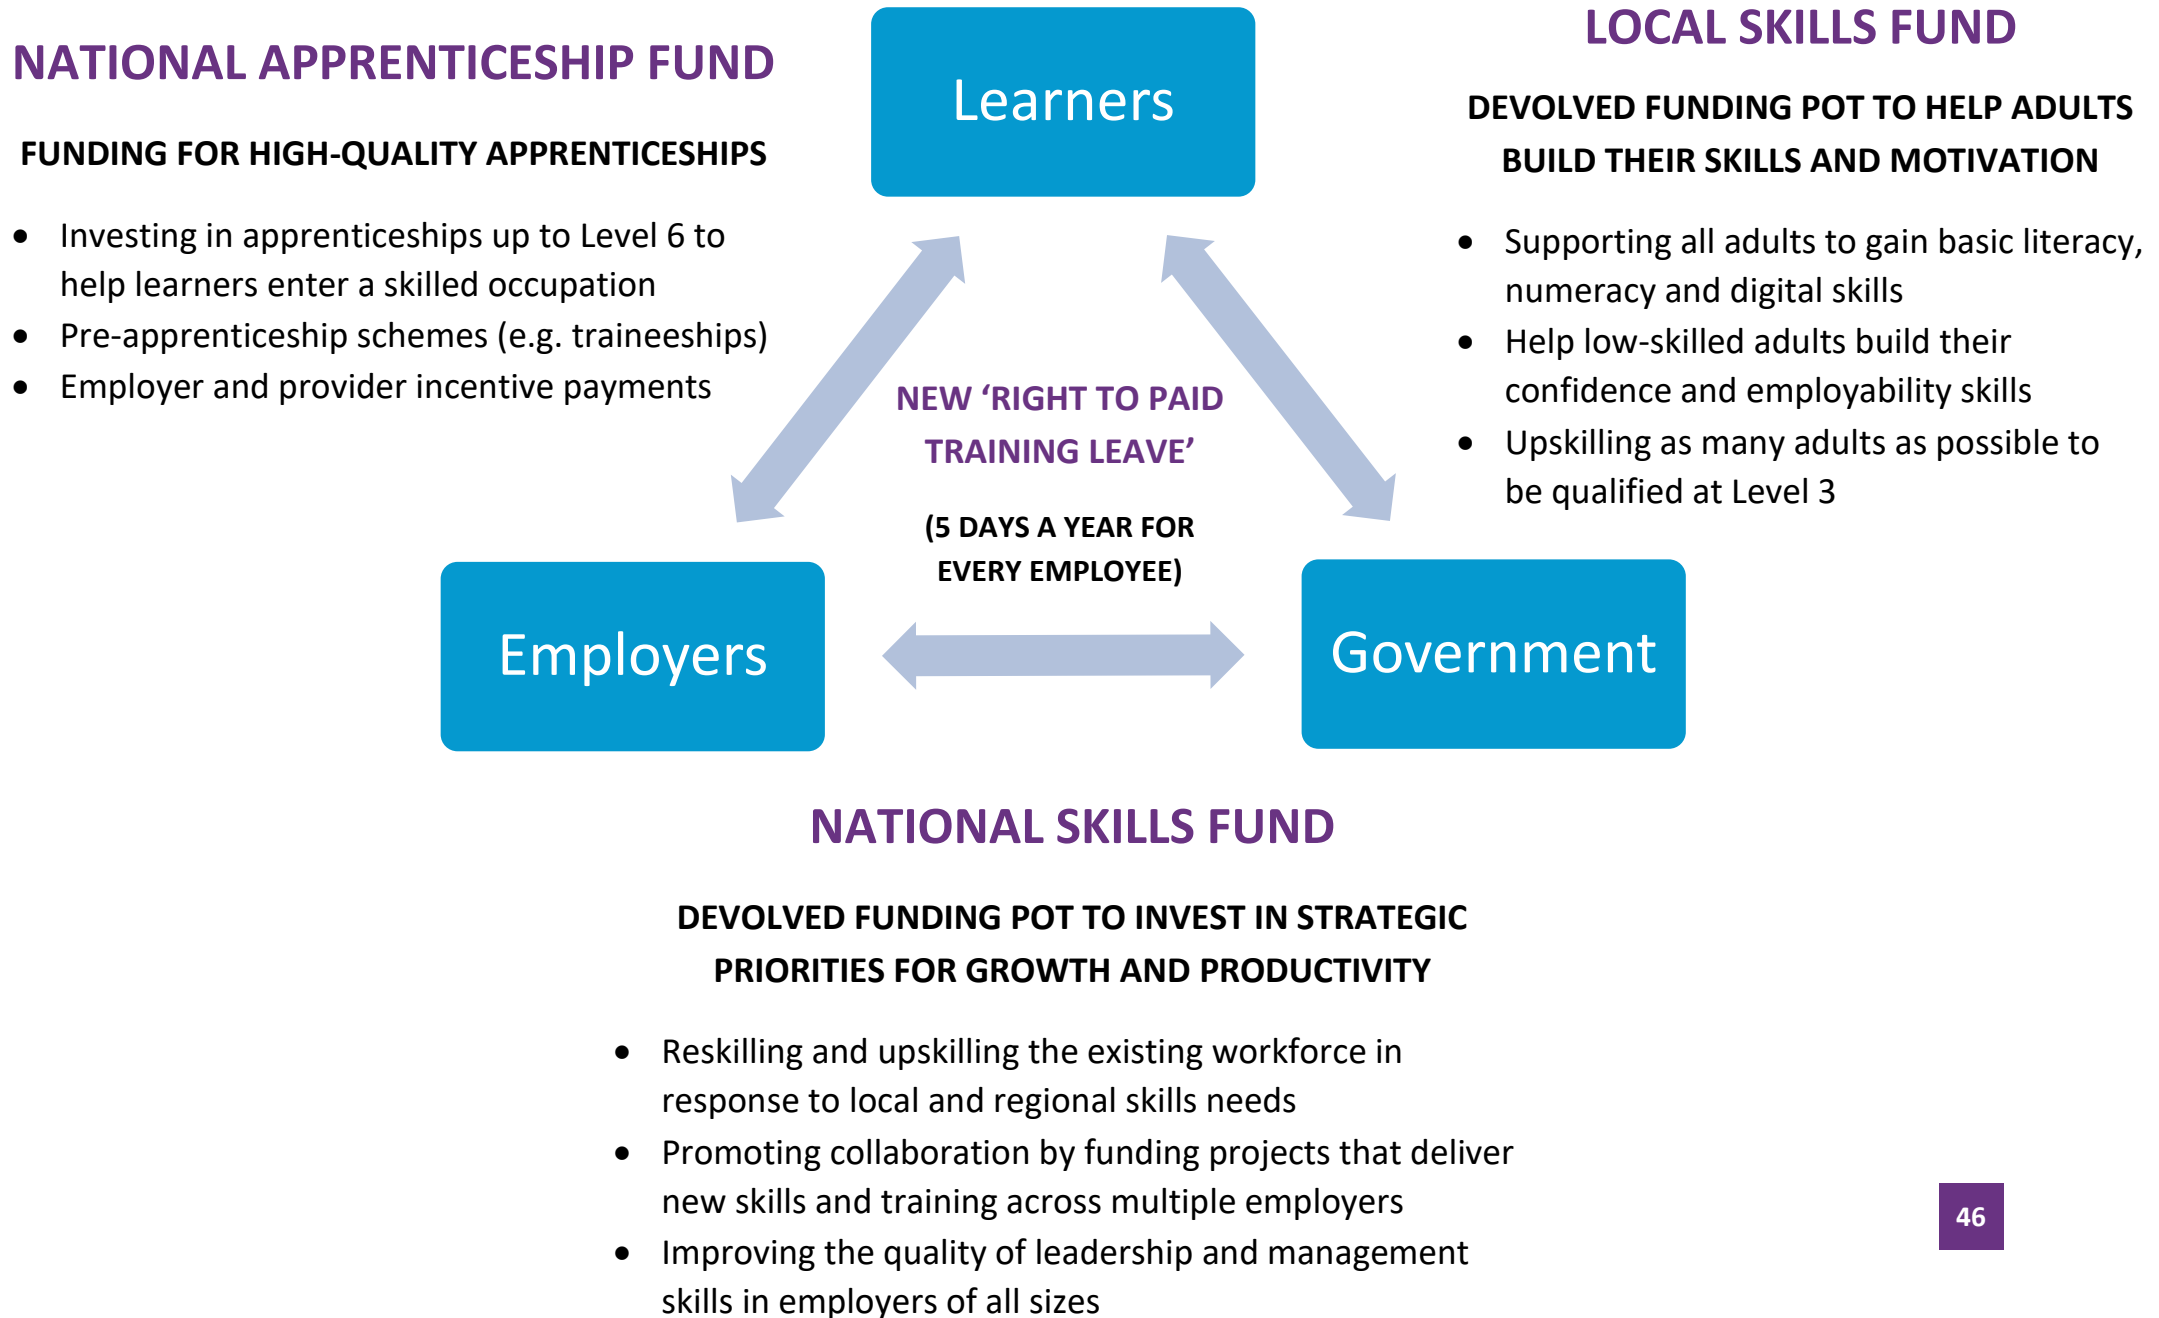 NATIONAL APPRENTICESHIP FUND
FUNDING FOR HIGH-QUALITY APPRENTICESHIPS
• Investing in apprenticeships up to Level 6 to
help learners enter a skilled occupation
• Pre-apprenticeship schemes (e.g. traineeships)
• Employer and provider incentive payments
Learners
LOCAL SKILLS FUND
DEVOLVED FUNDING POT TO HELP ADULTS
BUILD THEIR SKILLS AND MOTIVATION
• Supporting all adults to gain basic literacy,
numeracy and digital skills
• Help low-skilled adults build their
confidence and employability skills
• Upskilling as many adults as possible to
be qualified at Level 3
NEW ‘RIGHT TO PAID
TRAINING LEAVE’
(5 DAYS A YEAR FOR
EVERY EMPLOYEE)
Employers
Government
NATIONAL SKILLS FUND
DEVOLVED FUNDING POT TO INVEST IN STRATEGIC
PRIORITIES FOR GROWTH AND PRODUCTIVITY
• Reskilling and upskilling the existing workforce in
response to local and regional skills needs
• Promoting collaboration by funding projects that deliver
new skills and training across multiple employers
• Improving the quality of leadership and management
skills in employers of all sizes
46